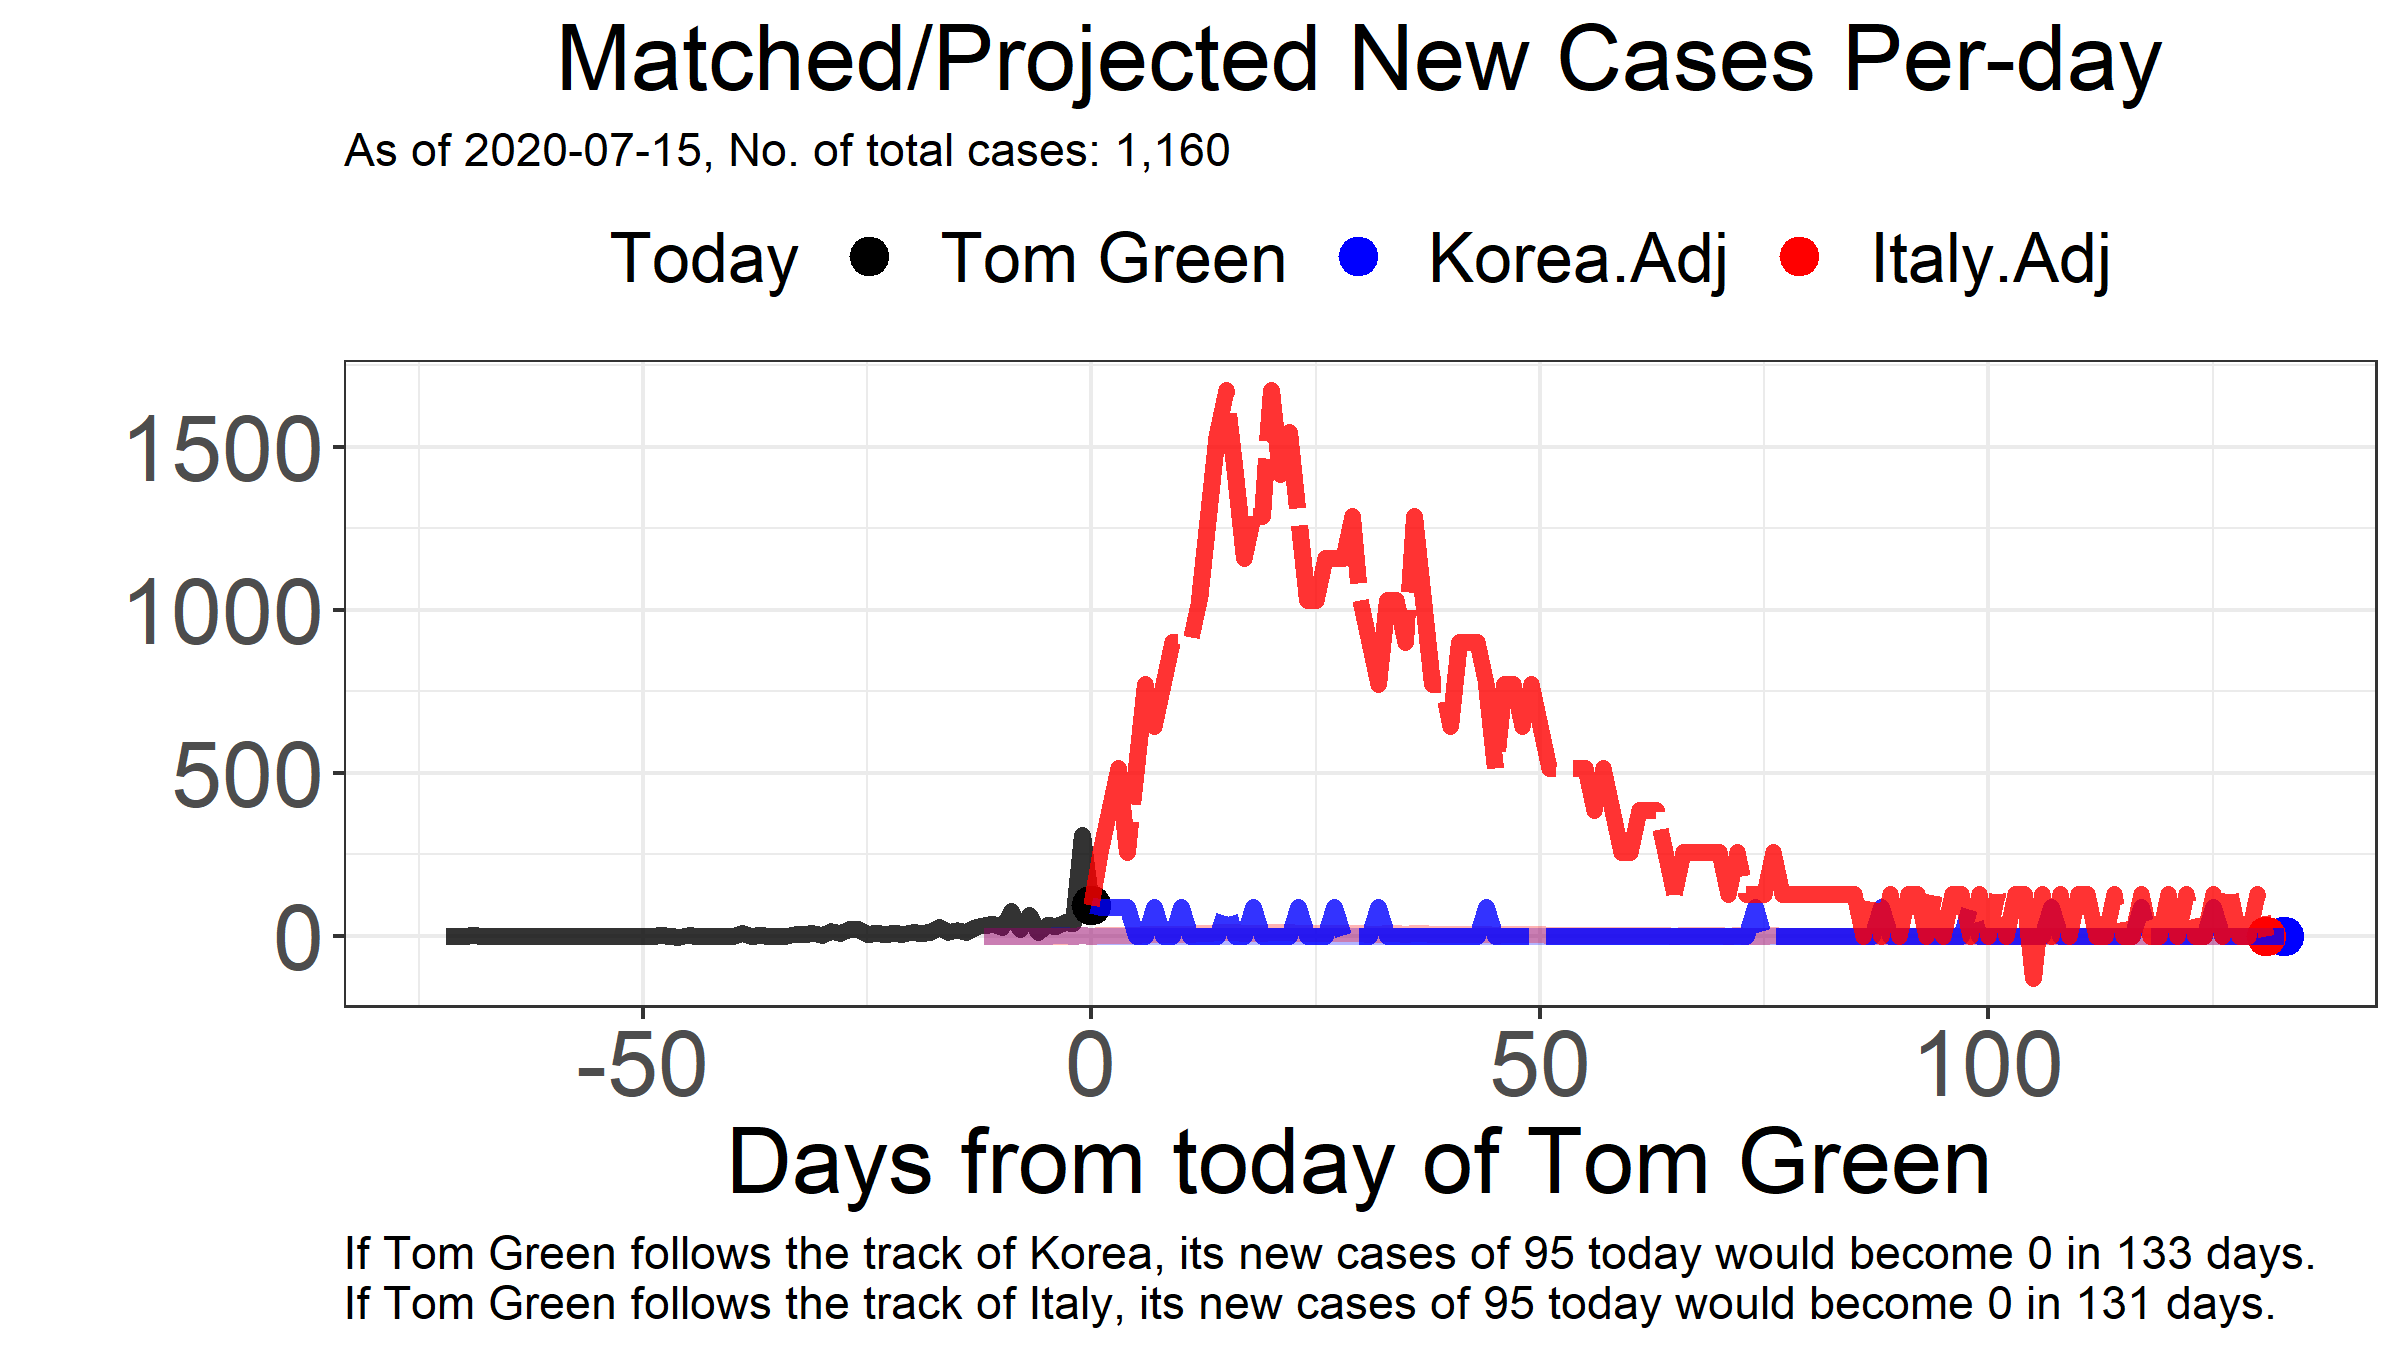 Matched/Projected New Cases Per-day
As of 2020-07-15, No. of total cases: 1,160
Today Tom Green Korea.Adj Italy.Adj
1500
1000
500
0
-50 0 50 100
Days from today of Tom Green
If Tom Green follows the track of Korea, its new cases of 95 today would become 0 in 133 days.
If Tom Green follows the track of Italy, its new cases of 95 today would become 0 in 131 days.